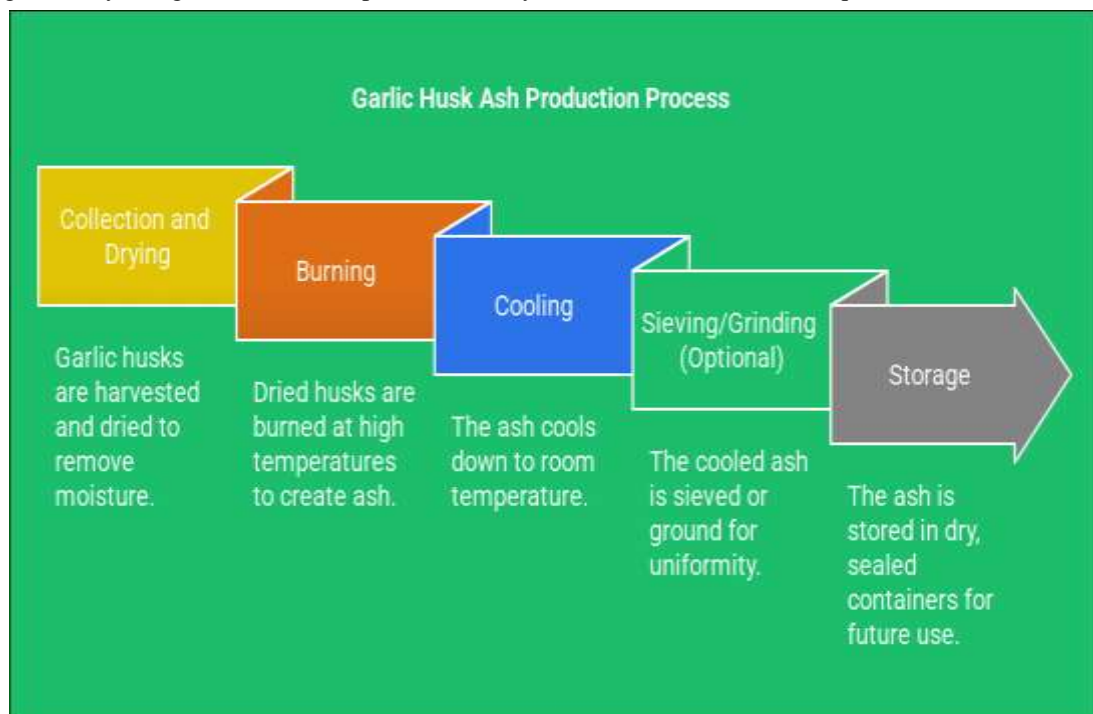 Garlic Husk Ash Production Process
Collection and
Drying
Garlic husks
are harvested
and dried to
remove
moisture.
Burning
Dried husks are
burned at high
temperatures
to create ash.
Cooling
The ash cools
down to room
temperature.
Sieving/Grinding
(Optional)
The cooled ash
is sieved or
ground for
uniformity.
Storage
The ash is
stored in dry,
sealed
containers for
future use.